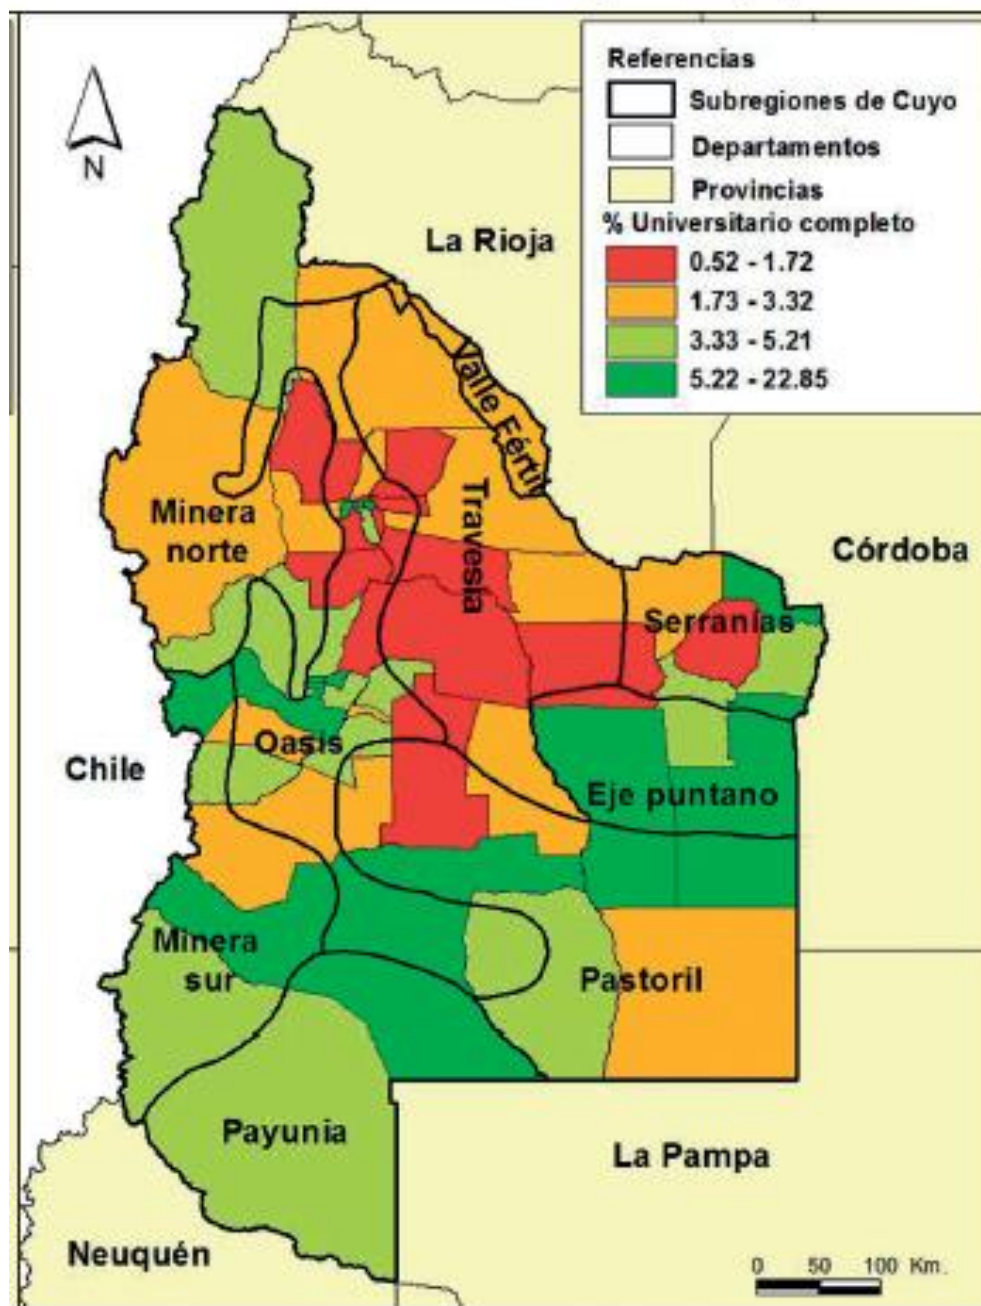 Referencias
Subregiones de Cuyo
Departamentos
Provincias
% Universitario completo
0.52 - 1.72
1.73 - 3.32
3.33 - 5.21
5.22 - 22.85
N
La Rioja
Valle Fértil
Travesía
Minera
norte
Córdoba
Serranías
Oasis
Chile
Eje puntano
Minera
sur
Pastoril
Payunia
La Pampa
Neuquén
0 50 100 Km.